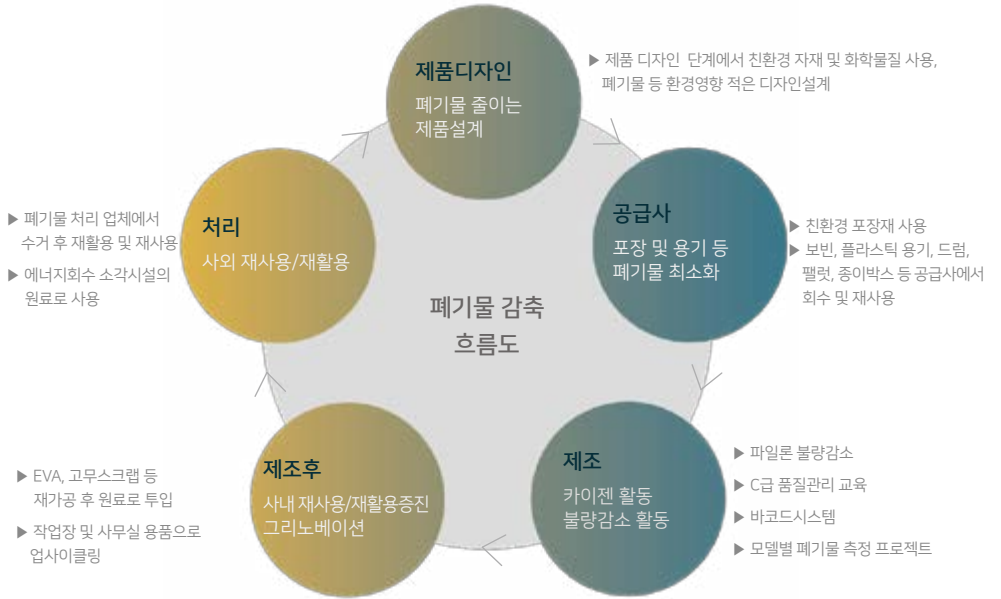 제품디자인
폐기물 줄이는
제품설계
▶ 제품 디자인 단계에서 친환경 자재 및 화학물질 사용,
폐기물 등 환경영향 적은 디자인설계
공급사
포장 및 용기 등
폐기물 최소화
▶ 친환경 포장재 사용
▶ 보빈, 플라스틱 용기, 드럼,
팰럿, 종이박스 등 공급사에서
회수 및 재사용
제조
카이젠 활동
불량감소 활동
▶ 파일론 불량감소
▶ C급 품질관리 교육
▶ 바코드시스템
▶ 모델별 폐기물 측정 프로젝트
제조후
사내 재사용/재활용증진
그리노베이션
▶ EVA, 고무스크랩 등
재가공 후 원료로 투입
▶ 작업장 및 사무실 용품으로
업사이클링
처리
사외 재사용/재활용
▶ 폐기물 처리 업체에서
수거 후 재활용 및 재사용
▶ 에너지회수 소각시설의
원료로 사용
폐기물 감축
흐름도